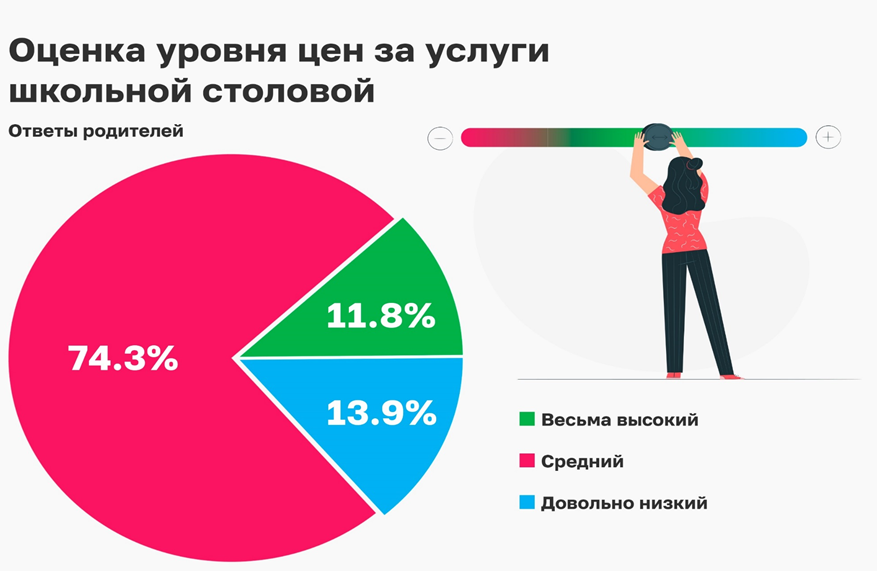 Оценка уровня цен за услуги
школьной столовой
Ответы родителей
74.3%
11.8%
13.9%
Весьма высокий
Средний
Довольно низкий